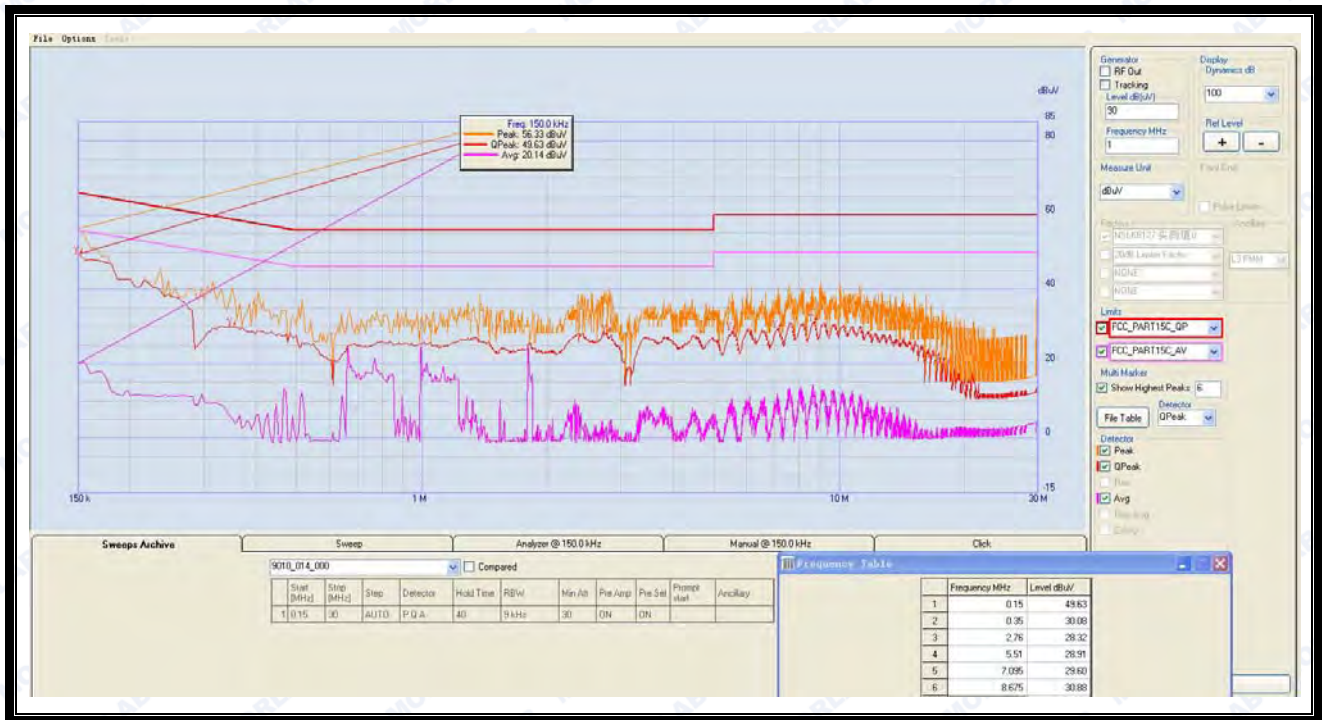 File Options
dBuV
85
80
60
40
20
0
-15
150 k
1 M
10 M
30 M
Freq: 150.0 kHz
Peak: 56.33 dBuV
QPeak: 49.63 dBuV
Avg: 20.14 dBuV
Generator
RF Out
Tracking
Level dB(uV)
90
Frequency MHz
1
Display
Dynamics dB
100
Ref Level
+ -
Measure Unit
dBuV
NONE
NONE
Limits
FCC_PART15C_QP
FCC_PART15C_AV
Multi Marker
Show Highest Peaks 6
File Table
Detector
QPeak
Detector
Peak
QPeak
Avg
Sweeps Archive
Sweep
Analyzer @ 150.0 kHz
Manual @ 150.0 kHz
Click
9010_014_000 Compared
Start [MHz] Stop [MHz] Step Detector Hold Time RBW Min Att Pre Amp Pre Sel Prompt start Ancillary
1 0.15 30 AUTO P Q A 40 9 kHz 30 ON ON
Frequency Table
Frequency MHz Level dBuV
1 0.15 49.63
2 0.35 30.08
3 2.76 28.32
4 5.51 28.91
5 7.095 29.60
6 8.675 30.88